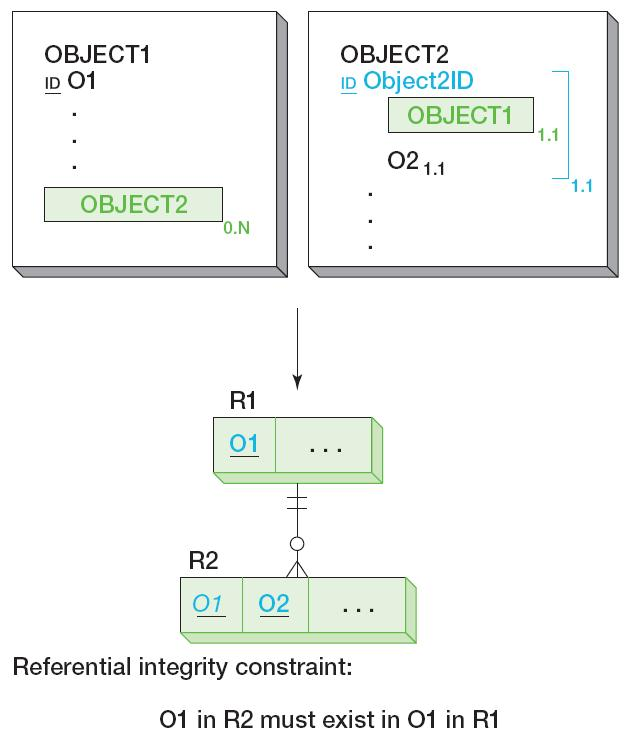 OBJECT1
ID O1
.
.
.
OBJECT2
0.N
OBJECT2
ID Object2ID
OBJECT1
1.1
O2 1.1
1.1
.
.
.
R1
O1 ...
R2
O1 O2 ...
Referential integrity constraint:
O1 in R2 must exist in O1 in R1